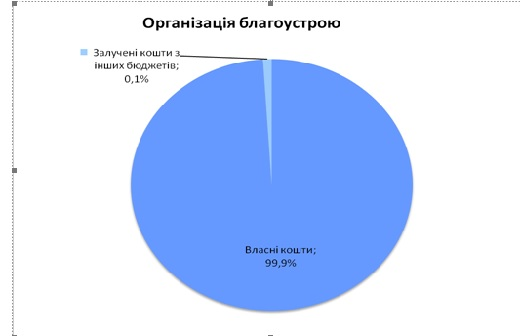 Організація благоустрою
Залучені кошти з
інших бюджетів;
0,1%
Власні кошти;
99,9%